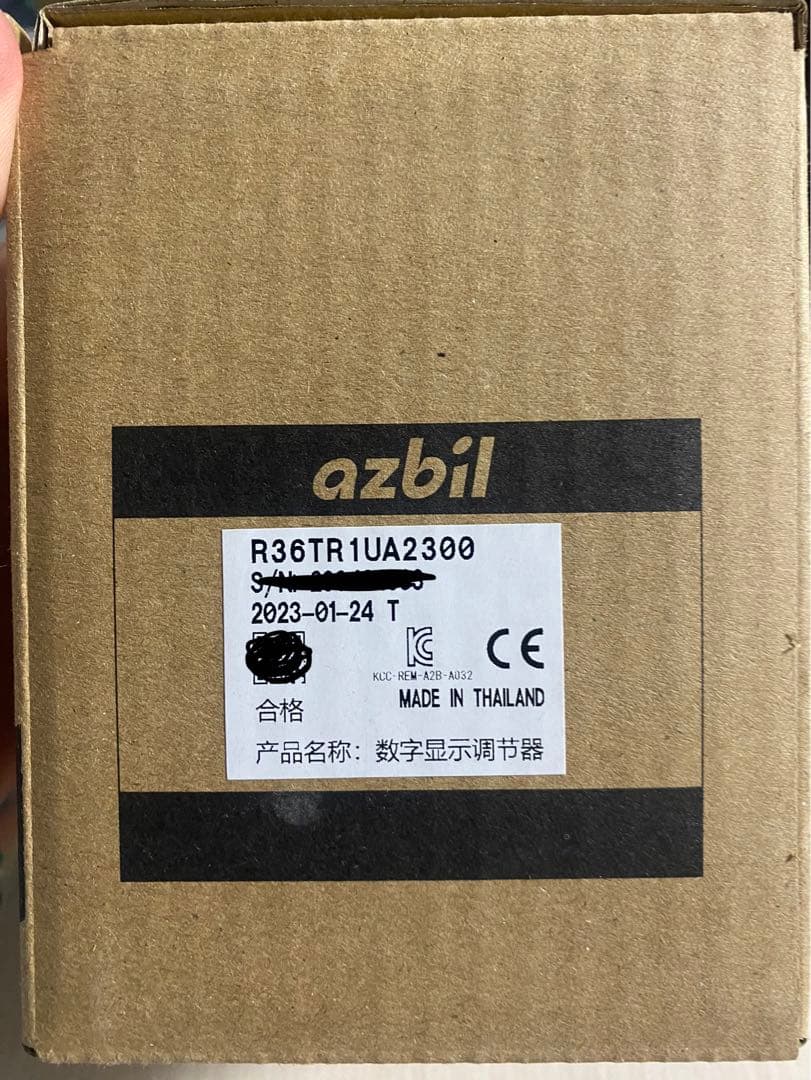 azbil
R36TR1UA2300
S/N:
2023-01-24 T
CE
KCC-REM-A2B-A032
MADE IN THAILAND
合格
产品名称：数字显示调节器